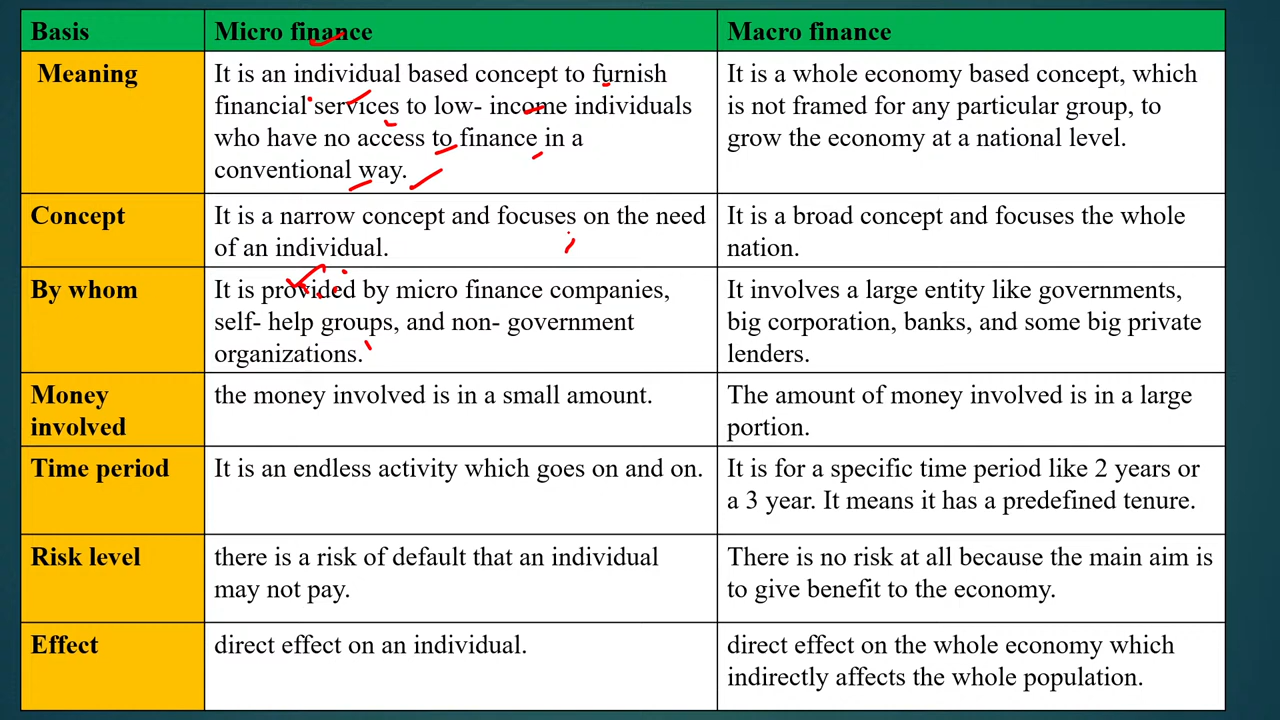 Basis
Micro finance
Macro finance
Meaning
It is an individual based concept to furnish
financial services to low- income individuals
who have no access to finance in a
conventional way.
It is a whole economy based concept, which
is not framed for any particular group, to
grow the economy at a national level.
Concept
It is a narrow concept and focuses on the need
of an individual.
It is a broad concept and focuses the whole
nation.
By whom
It is provided by micro finance companies,
self- help groups, and non- government
organizations.
It involves a large entity like governments,
big corporation, banks, and some big private
lenders.
Money
involved
the money involved is in a small amount.
The amount of money involved is in a large
portion.
Time period
It is an endless activity which goes on and on.
It is for a specific time period like 2 years or
a 3 year. It means it has a predefined tenure.
Risk level
there is a risk of default that an individual
may not pay.
There is no risk at all because the main aim is
to give benefit to the economy.
Effect
direct effect on an individual.
direct effect on the whole economy which
indirectly affects the whole population.